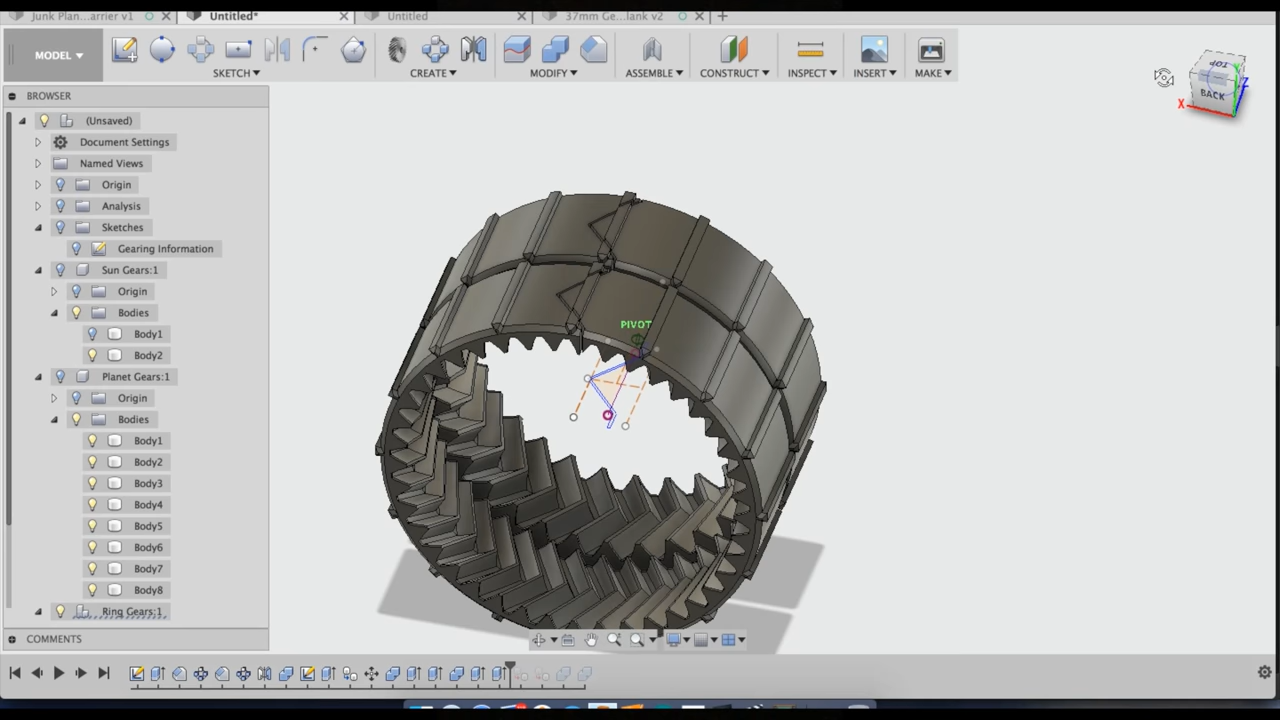 Junk Plan...arrier v1
Untitled*
Untitled
37mm Ge...lank v2
MODEL
SKETCH
CREATE
MODIFY
ASSEMBLE
CONSTRUCT
INSPECT
INSERT
MAKE
TOP
BACK
X
Y
Z
BROWSER
(Unsaved)
Document Settings
Named Views
Origin
Analysis
Sketches
Gearing Information
Sun Gears:1
Origin
Bodies
Body1
Body2
Planet Gears:1
Origin
Bodies
Body1
Body2
Body3
Body4
Body5
Body6
Body7
Body8
Ring Gears:1
PIVOT
COMMENTS